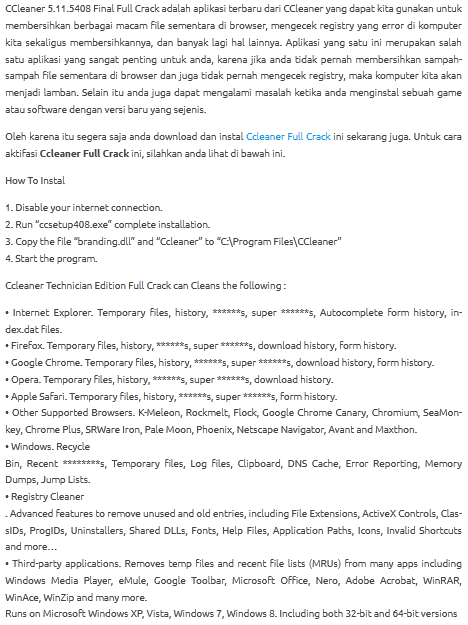 CCleaner 5.11.5408 Final Full Crack adalah aplikasi terbaru dari CCleaner yang dapat kita gunakan untuk
membersihkan berbagai macam file sementara di browser, mengecek registry yang error di komputer
kita sekaligus membersihkannya, dan banyak lagi hal lainnya. Aplikasi yang satu ini merupakan salah
satu aplikasi yang sangat penting untuk anda, karena jika anda tidak pernah membersihkan sampah-
sampah file sementara di browser dan juga tidak pernah mengecek registry, maka komputer kita akan
menjadi lamban. Selain itu anda juga dapat mengalami masalah ketika anda menginstal sebuah game
atau software dengan versi baru yang sejenis.
Oleh karena itu segera saja anda download dan instal Ccleaner Full Crack ini sekarang juga. Untuk cara
aktifasi Ccleaner Full Crack ini, silahkan anda lihat di bawah ini.
How To Instal
1. Disable your internet connection.
2. Run “ccsetup408.exe” complete installation.
3. Copy the file “branding.dll” and “Ccleaner” to “C:\Program Files\CCleaner”
4. Start the program.
Ccleaner Technician Edition Full Crack can Cleans the following :
• Internet Explorer. Temporary files, history, ******s, super ******s, Autocomplete form history, in-
dex.dat files.
• Firefox. Temporary files, history, ******s, super ******s, download history, form history.
• Google Chrome. Temporary files, history, ******s, super ******s, download history, form history.
• Opera. Temporary files, history, ******s, super ******s, download history.
• Apple Safari. Temporary files, history, ******s, super ******s, form history.
• Other Supported Browsers. K-Meleon, Rockmelt, Flock, Google Chrome Canary, Chromium, SeaMon-
key, Chrome Plus, SRWare Iron, Pale Moon, Phoenix, Netscape Navigator, Avant and Maxthon.
• Windows. Recycle
Bin, Recent ********s, Temporary files, Log files, Clipboard, DNS Cache, Error Reporting, Memory
Dumps, Jump Lists.
• Registry Cleaner
. Advanced features to remove unused and old entries, including File Extensions, ActiveX Controls, Clas-
sIDs, ProgIDs, Uninstallers, Shared DLLs, Fonts, Help Files, Application Paths, Icons, Invalid Shortcuts
and more…
• Third-party applications. Removes temp files and recent file lists (MRUs) from many apps including
Windows Media Player, eMule, Google Toolbar, Microsoft Office, Nero, Adobe Acrobat, WinRAR,
WinAce, WinZip and many more.
Runs on Microsoft Windows XP, Vista, Windows 7, Windows 8. Including both 32-bit and 64-bit versions